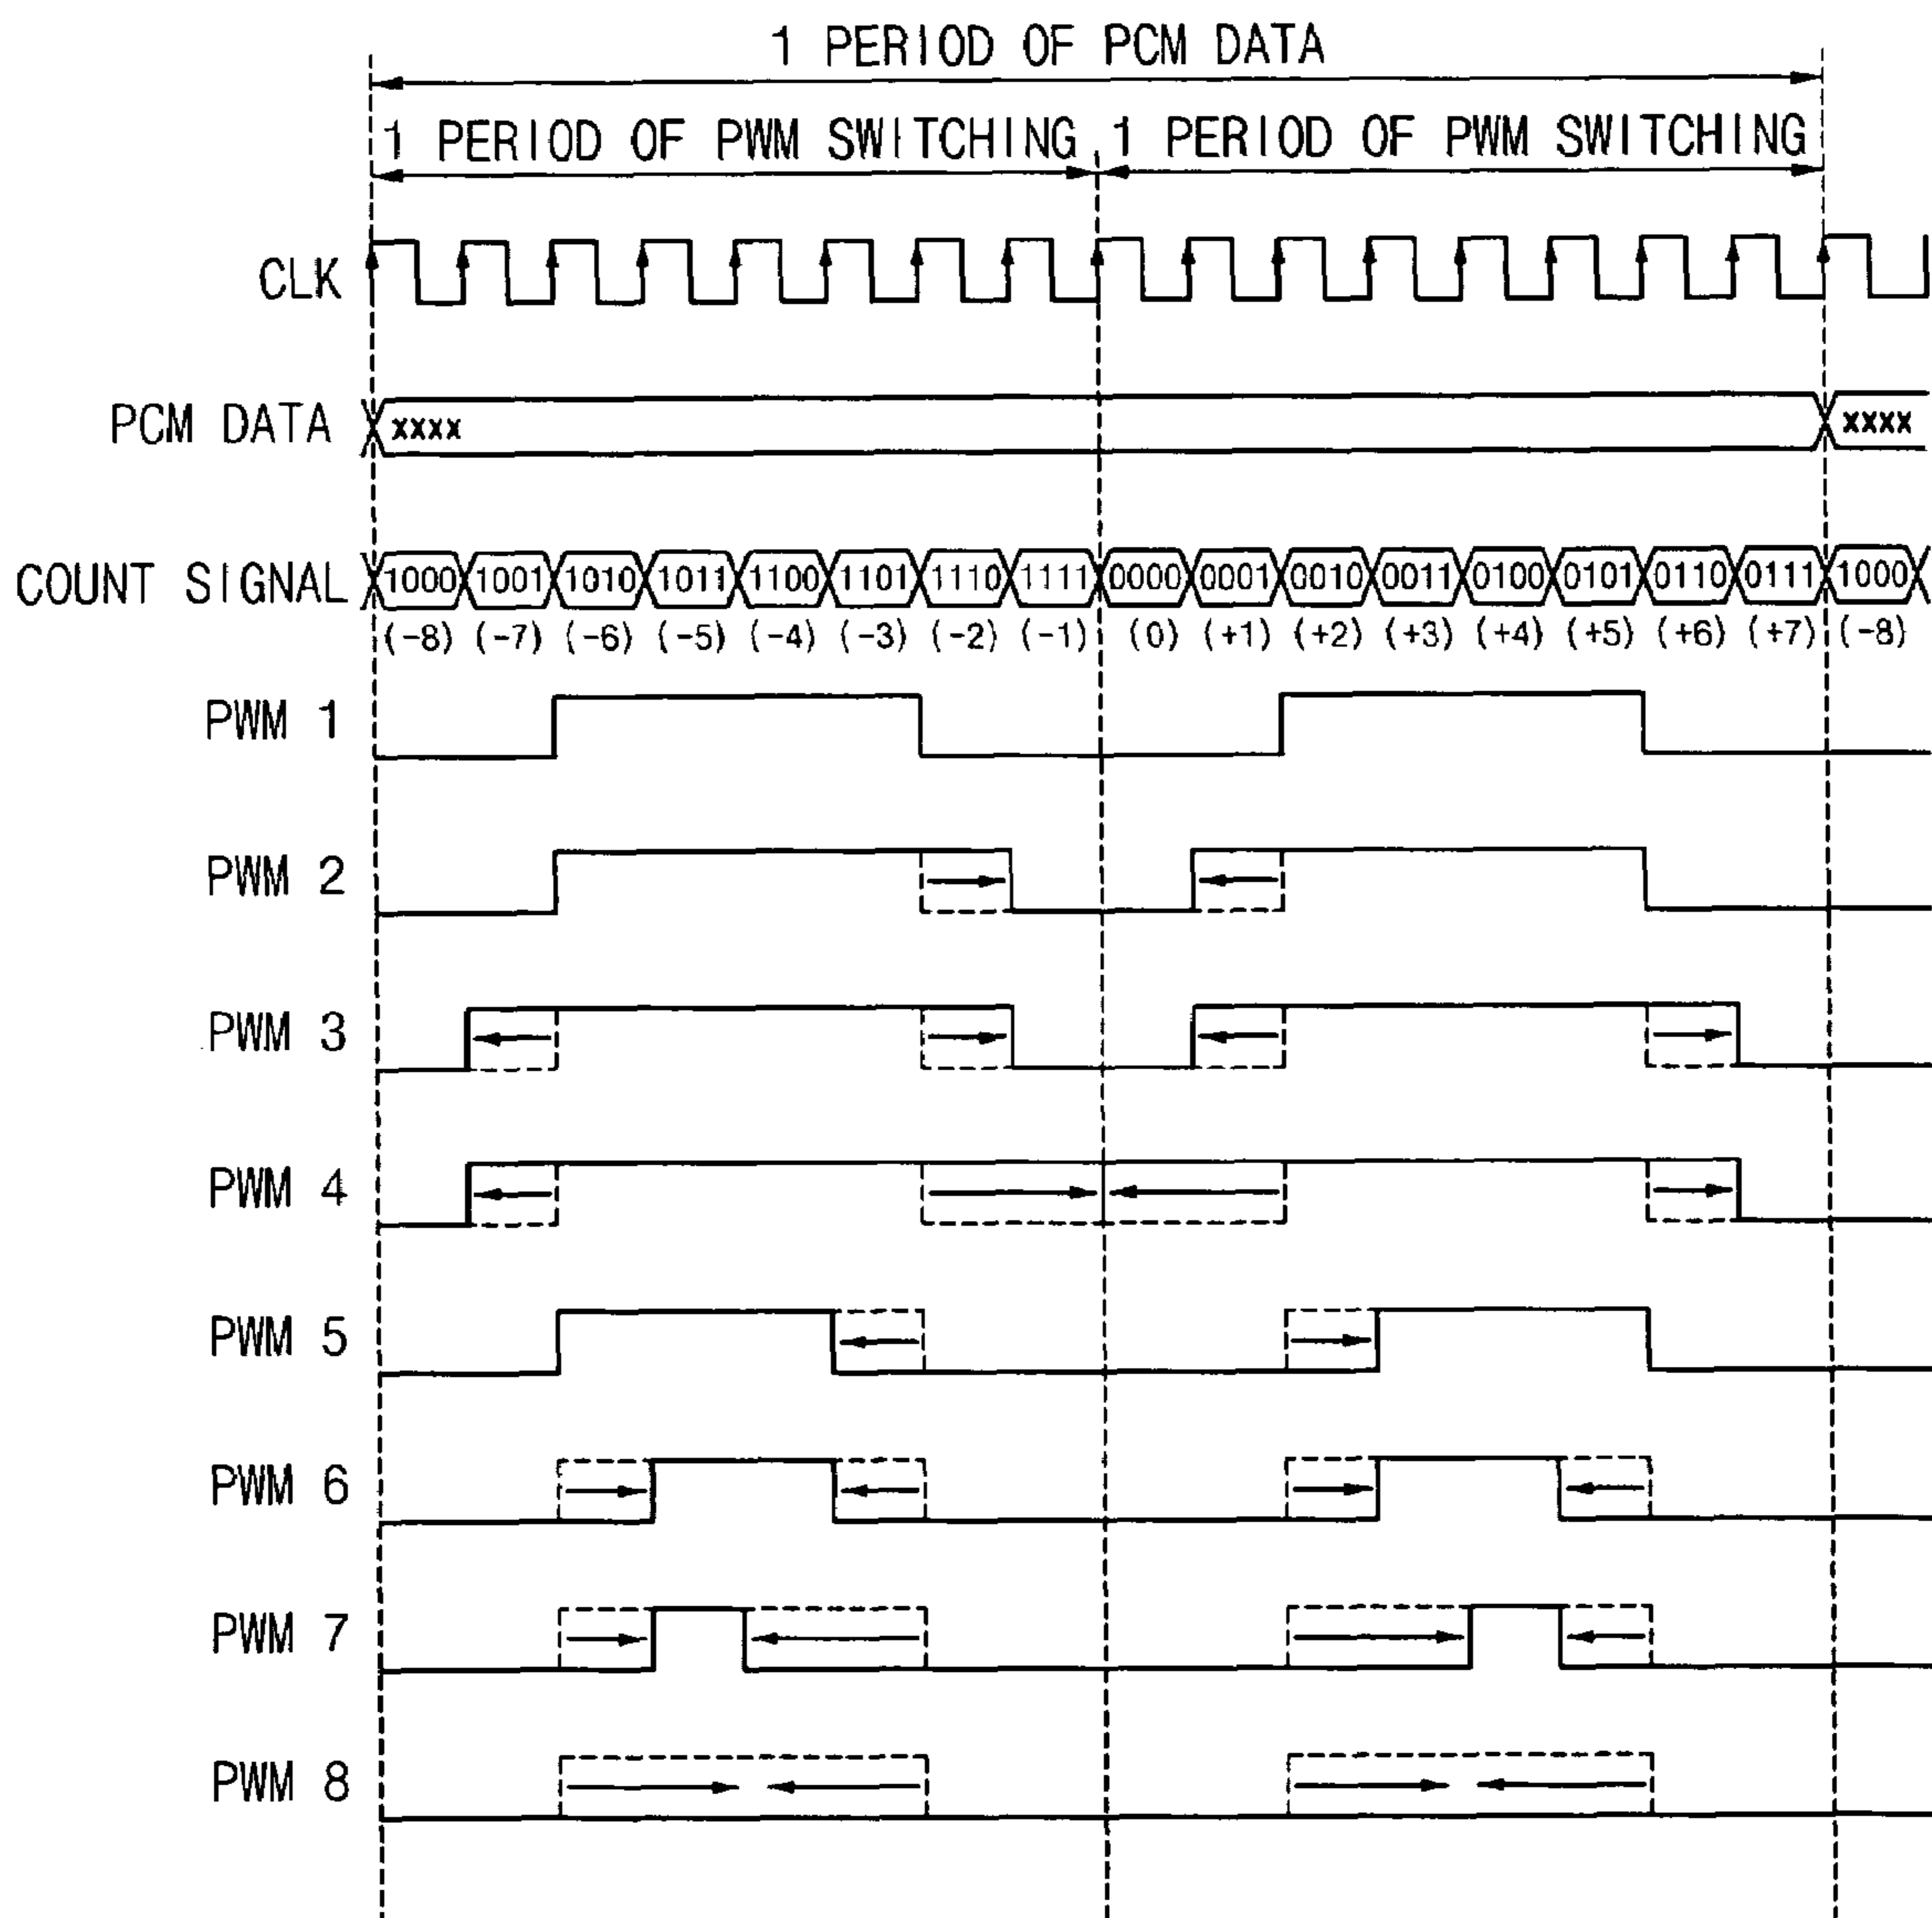 1 PERIOD OF PCM DATA
1 PERIOD OF PWM SWITCHING 1 PERIOD OF PWM SWITCHING
CLK
PCM DATA xxxx xxxx
COUNT SIGNAL 1000 1001 1010 1011 1100 1101 1110 1111 0000 0001 0010 0011 0100 0101 0110 0111 1000
(-8) (-7) (-6) (-5) (-4) (-3) (-2) (-1) (0) (+1) (+2) (+3) (+4) (+5) (+6) (+7) (-8)
PWM 1
PWM 2
PWM 3
PWM 4
PWM 5
PWM 6
PWM 7
PWM 8